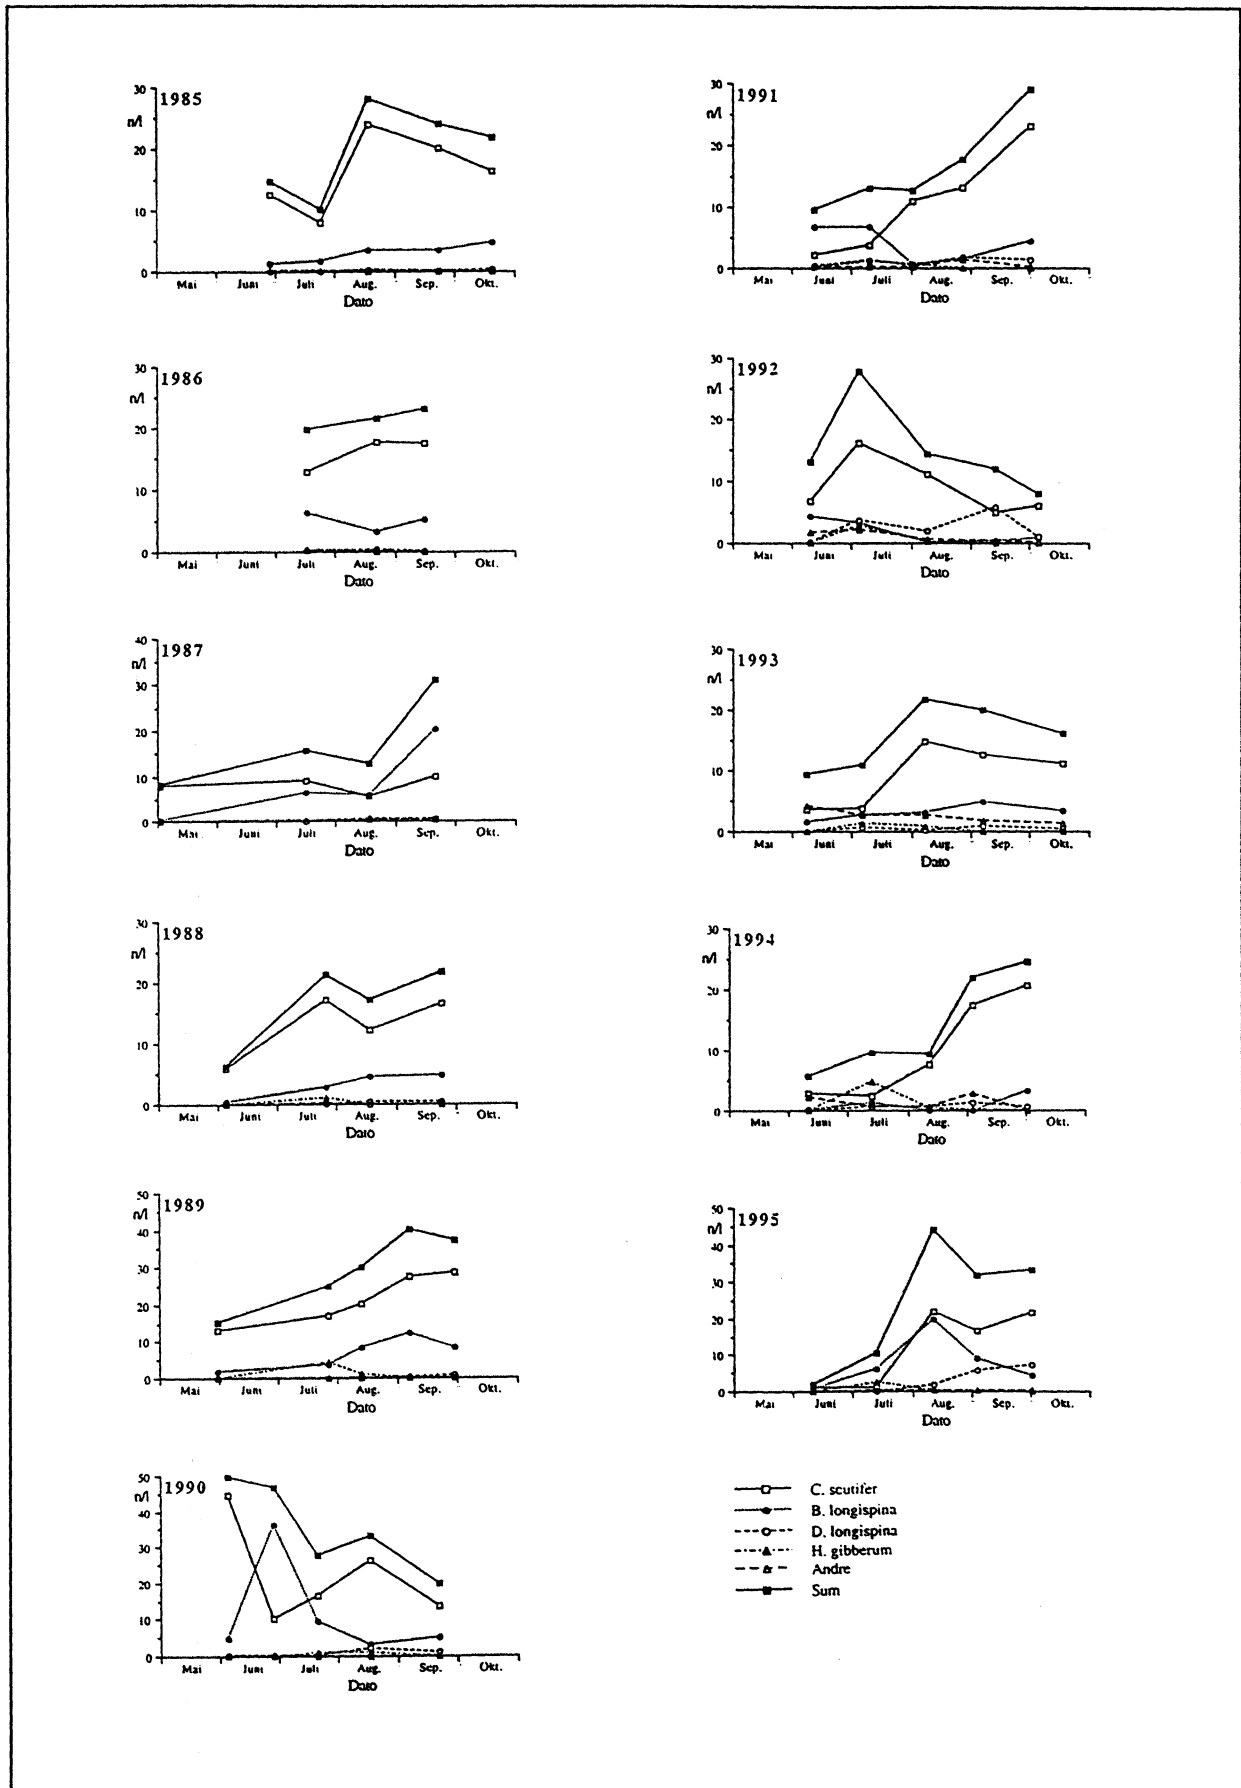 1985
30
n/l
20
10
0
Mai Juni Juli Aug. Sep. Okt.
Dato
1986
30
n/l
20
10
0
Mai Juni Juli Aug. Sep. Okt.
Dato
1987
40
n/l
30
20
10
0
Mai Juni Juli Aug. Sep. Okt.
Dato
1988
30
n/l
20
10
0
Mai Juni Juli Aug. Sep. Okt.
Dato
1989
50
n/l
40
30
20
10
0
Mai Juni Juli Aug. Sep. Okt.
Dato
1990
50
n/l
40
30
20
10
0
Mai Juni Juli Aug. Sep. Okt.
Dato
1991
30
n/l
20
10
0
Mai Juni Juli Aug. Sep. Okt.
Dato
1992
30
n/l
20
10
0
Mai Juni Juli Aug. Sep. Okt.
Dato
1993
30
n/l
20
10
0
Mai Juni Juli Aug. Sep. Okt.
Dato
1994
30
n/l
20
10
0
Mai Juni Juli Aug. Sep. Okt.
Dato
1995
50
n/l
40
30
20
10
0
Mai Juni Juli Aug. Sep. Okt.
Dato
C. scutifer
B. longispina
D. longispina
H. gibberum
Andre
Sum